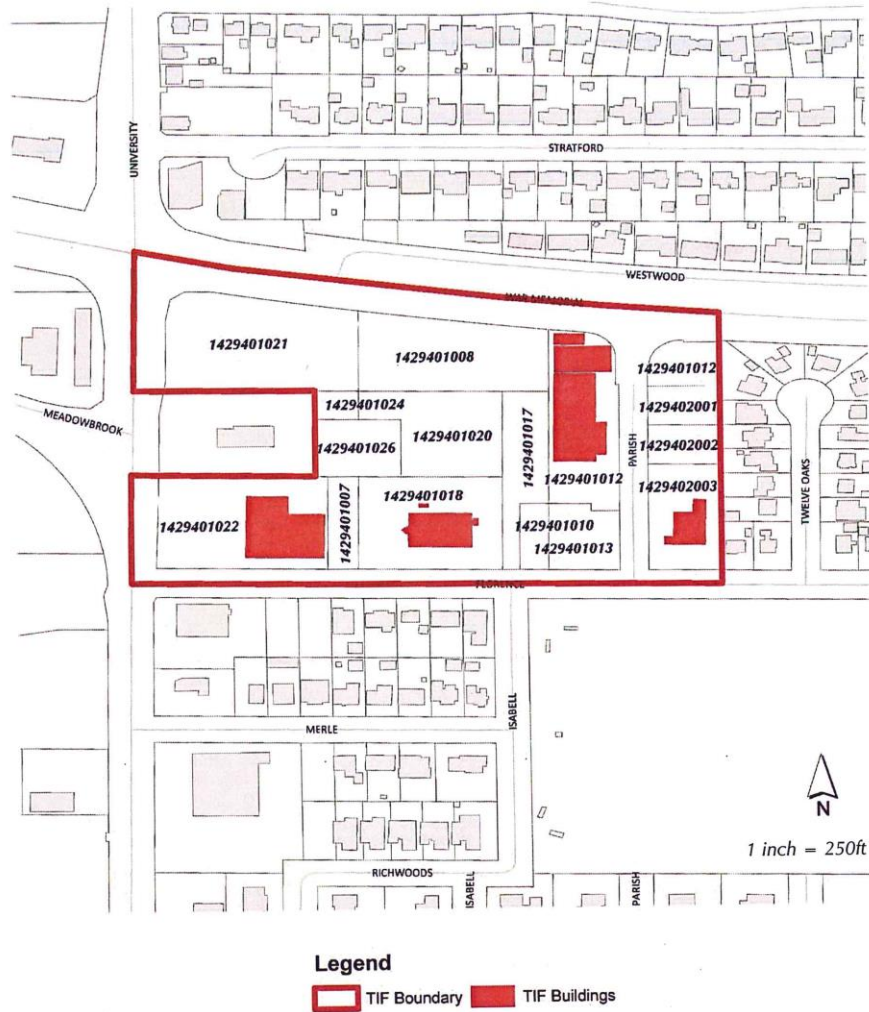 UNIVERSITY
STRATFORD
WESTWOOD
WAR MEMORIAL
1429401021
1429401008
1429401012
MEADOWBROOK
1429401024
1429402001
1429401026
1429401020
1429401017
PARISH
1429402002
TWELVE OAKS
1429401018
1429401012
1429402003
1429401022
1429401007
1429401010
1429401013
FLORENCE
ISABELL
MERLE
N
1 inch = 250ft
RICHWOODS
ISABELL
PARISH
Legend
TIF Boundary
TIF Buildings